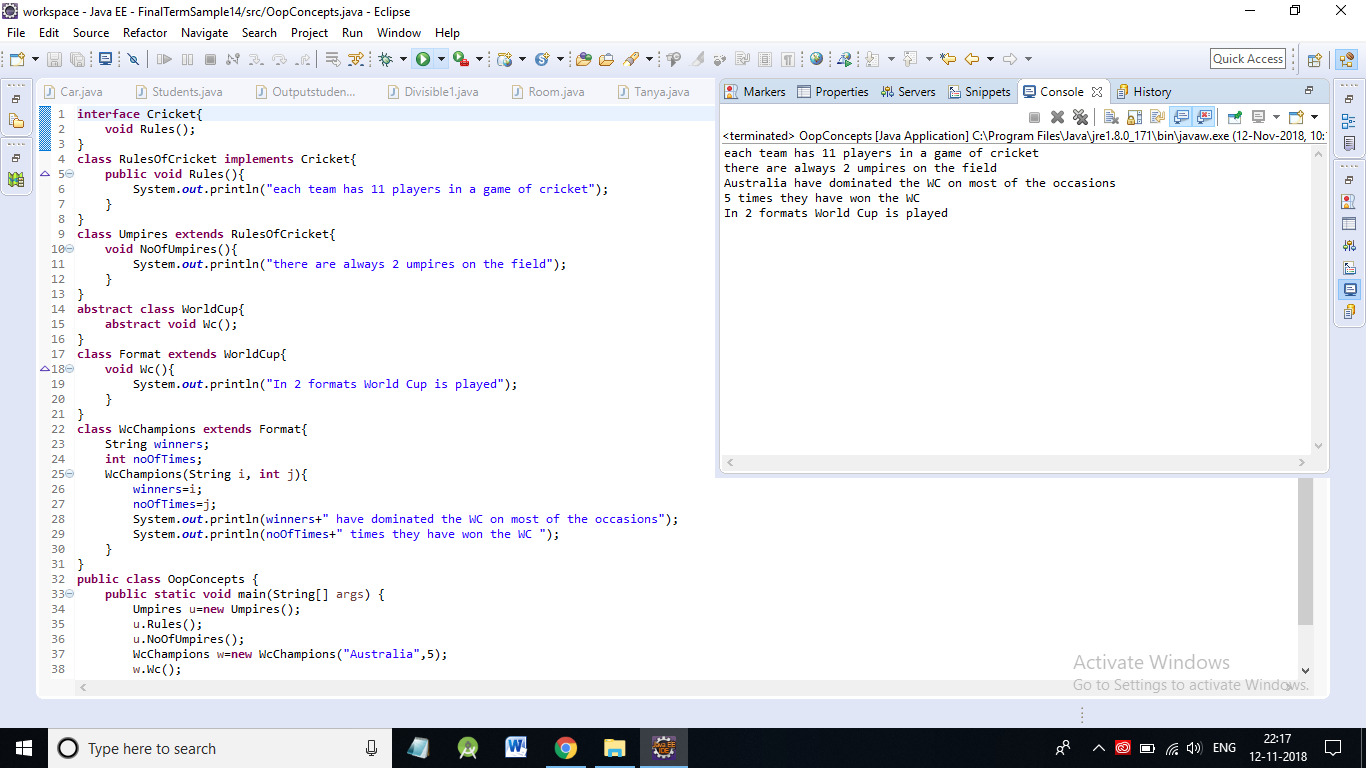 workspace - Java EE - FinalTermSample14/src/OopConcepts.java - Eclipse
File Edit Source Refactor Navigate Search Project Run Window Help
Quick Access
Car.java Students.java Outputstuden... Divisible1.java Room.java Tanya.java
1 interface Cricket{
2 void Rules();
3 }
4 class RulesOfCricket implements Cricket{
5 public void Rules(){
6 System.out.println("each team has 11 players in a game of cricket");
7 }
8 }
9 class Umpires extends RulesOfCricket{
10 void NoOfUmpires(){
11 System.out.println("there are always 2 umpires on the field");
12 }
13 }
14 abstract class WorldCup{
15 abstract void Wc();
16 }
17 class Format extends WorldCup{
18 void Wc(){
19 System.out.println("In 2 formats World Cup is played");
20 }
21 }
22 class WcChampions extends Format{
23 String winners;
24 int noOfTimes;
25 WcChampions(String i, int j){
26 winners=i;
27 noOfTimes=j;
28 System.out.println(winners+" have dominated the WC on most of the occasions");
29 System.out.println(noOfTimes+" times they have won the WC ");
30 }
31 }
32 public class OopConcepts {
33 public static void main(String[] args) {
34 Umpires u=new Umpires();
35 u.Rules();
36 u.NoOfUmpires();
37 WcChampions w=new WcChampions("Australia",5);
38 w.Wc();
Markers Properties Servers Snippets Console History
<terminated> OopConcepts [Java Application] C:\Program Files\Java\jre1.8.0_171\bin\javaw.exe (12-Nov-2018, 10:
each team has 11 players in a game of cricket
there are always 2 umpires on the field
Australia have dominated the WC on most of the occasions
5 times they have won the WC
In 2 formats World Cup is played
Activate Windows
Go to Settings to activate Windows.
Type here to search
ENG
22:17
12-11-2018